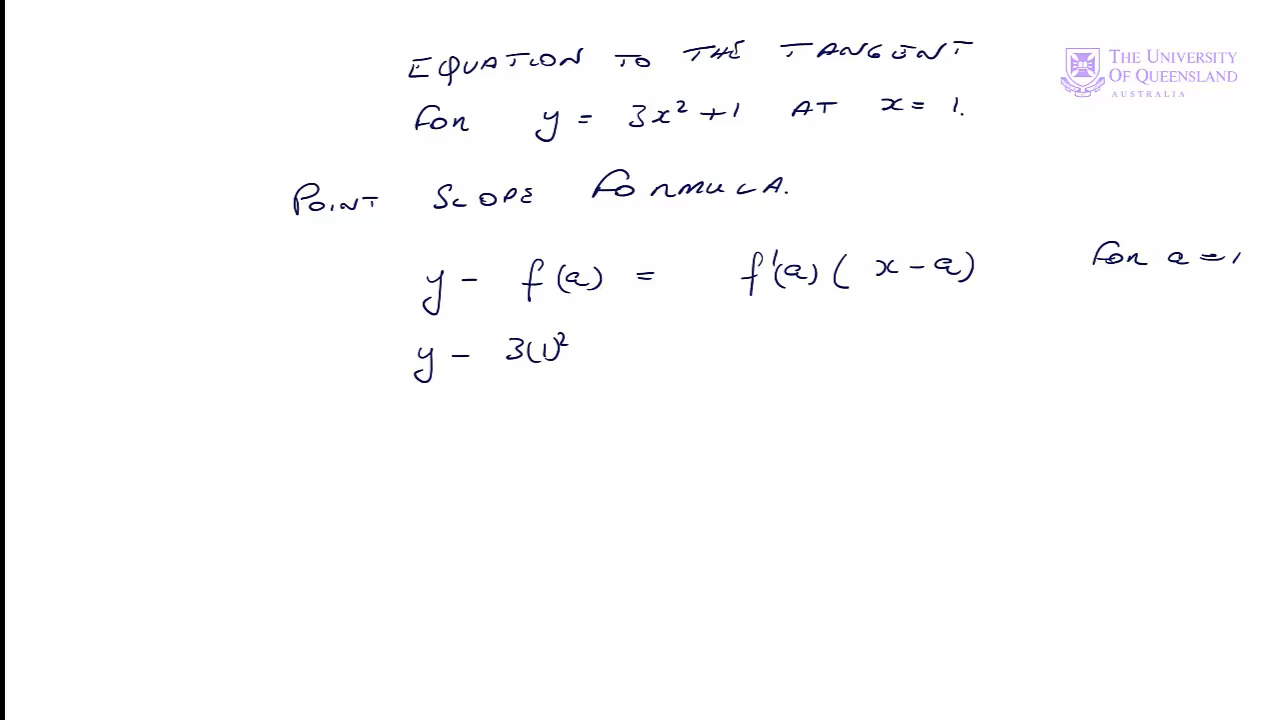 EQUATION TO THE TANGENT
THE UNIVERSITY
OF QUEENSLAND
AUSTRALIA
FOR y = 3x² + 1 AT x = 1.
POINT SLOPE FORMULA.
y - f(a) = f'(a) ( x - a) FOR a = 1
y - 3(1)²